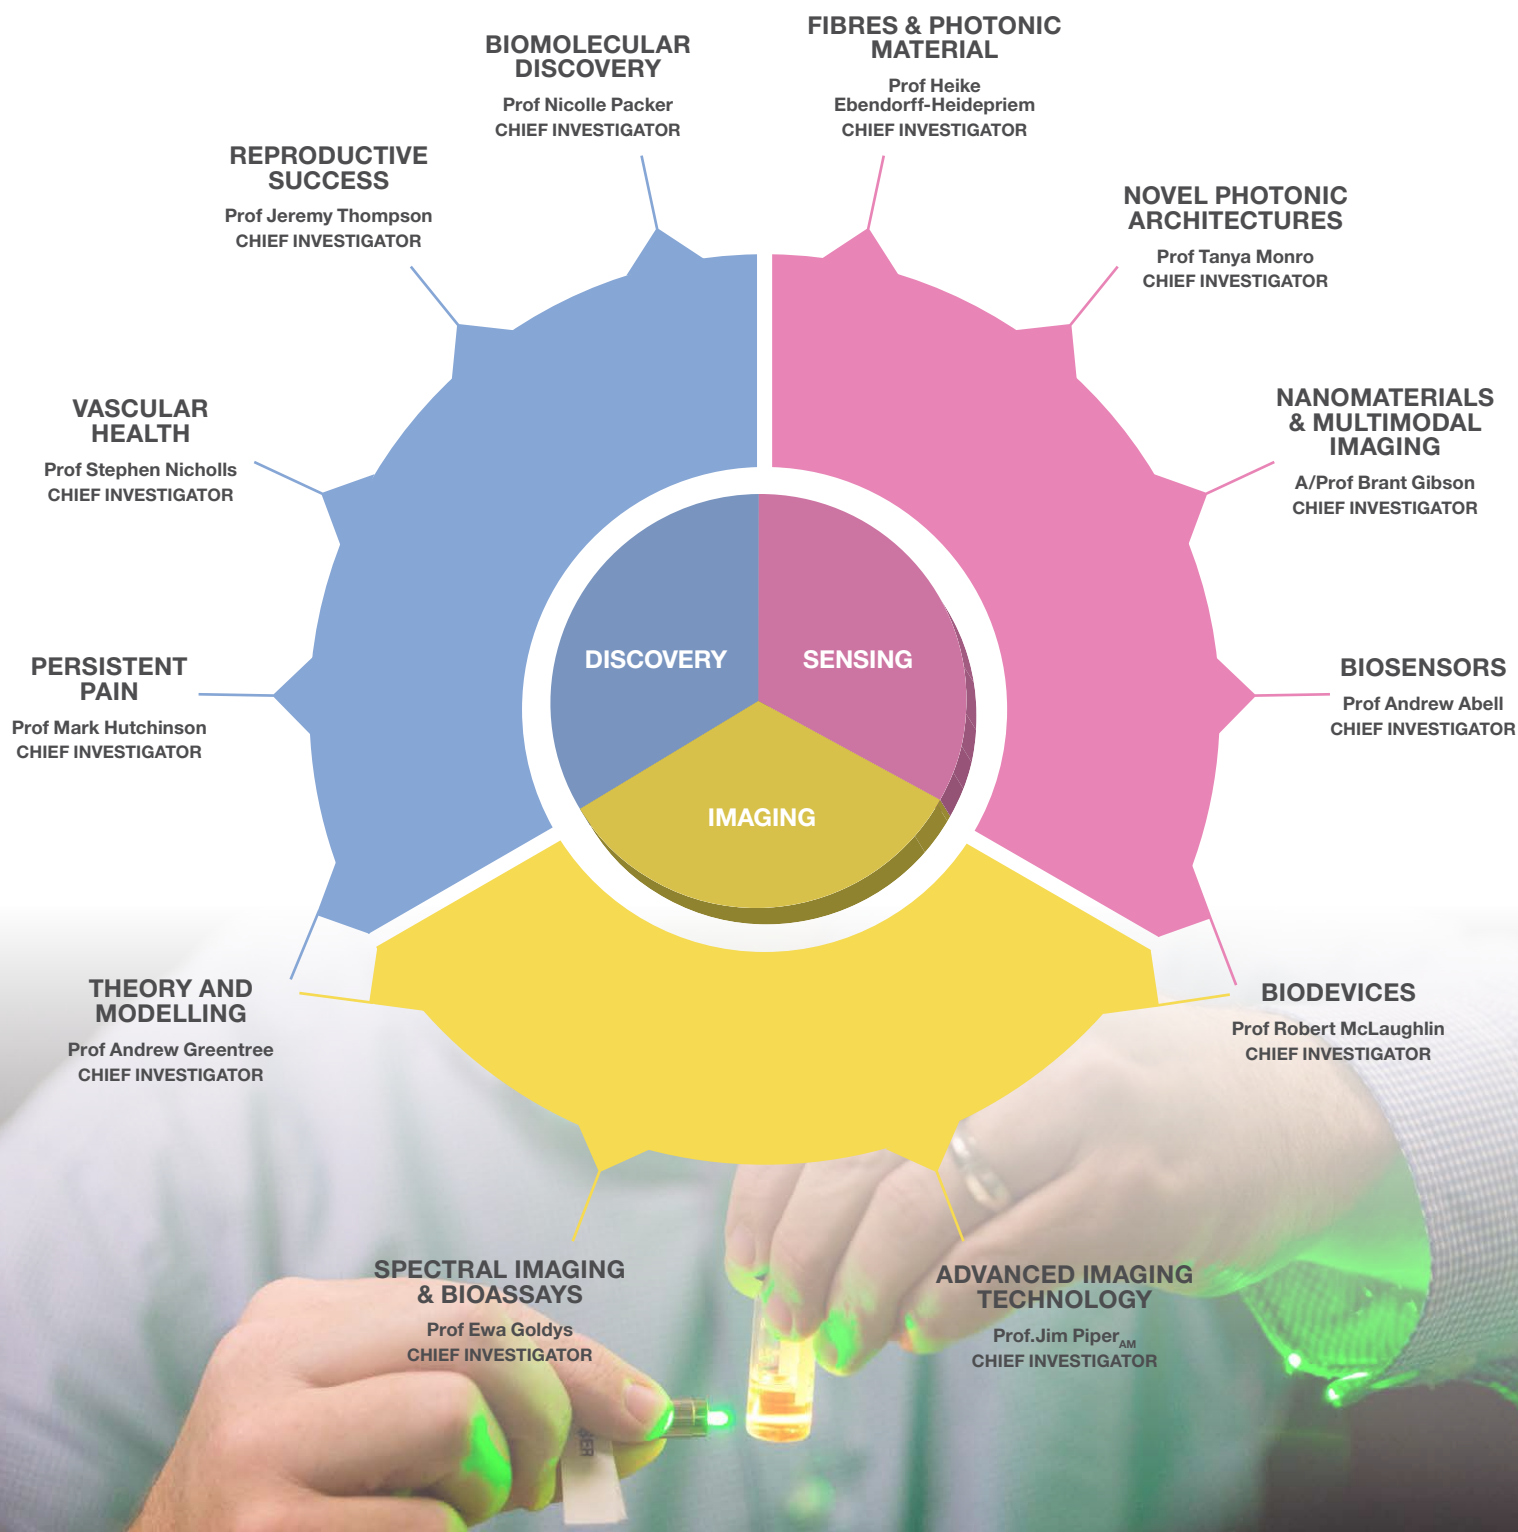 BIOMOLECULAR
DISCOVERY
Prof Nicolle Packer
CHIEF INVESTIGATOR
FIBRES & PHOTONIC
MATERIAL
Prof Heike
Ebendorff-Heidepriem
CHIEF INVESTIGATOR
REPRODUCTIVE
SUCCESS
Prof Jeremy Thompson
CHIEF INVESTIGATOR
NOVEL PHOTONIC
ARCHITECTURES
Prof Tanya Monro
CHIEF INVESTIGATOR
VASCULAR
HEALTH
Prof Stephen Nicholls
CHIEF INVESTIGATOR
NANOMATERIALS
& MULTIMODAL
IMAGING
A/Prof Brant Gibson
CHIEF INVESTIGATOR
PERSISTENT
PAIN
Prof Mark Hutchinson
CHIEF INVESTIGATOR
DISCOVERY
SENSING
IMAGING
BIOSENSORS
Prof Andrew Abell
CHIEF INVESTIGATOR
THEORY AND
MODELLING
Prof Andrew Greentree
CHIEF INVESTIGATOR
BIODEVICES
Prof Robert McLaughlin
CHIEF INVESTIGATOR
SPECTRAL IMAGING
& BIOASSAYS
Prof Ewa Goldys
CHIEF INVESTIGATOR
ADVANCED IMAGING
TECHNOLOGY
Prof.Jim Piper AM
CHIEF INVESTIGATOR